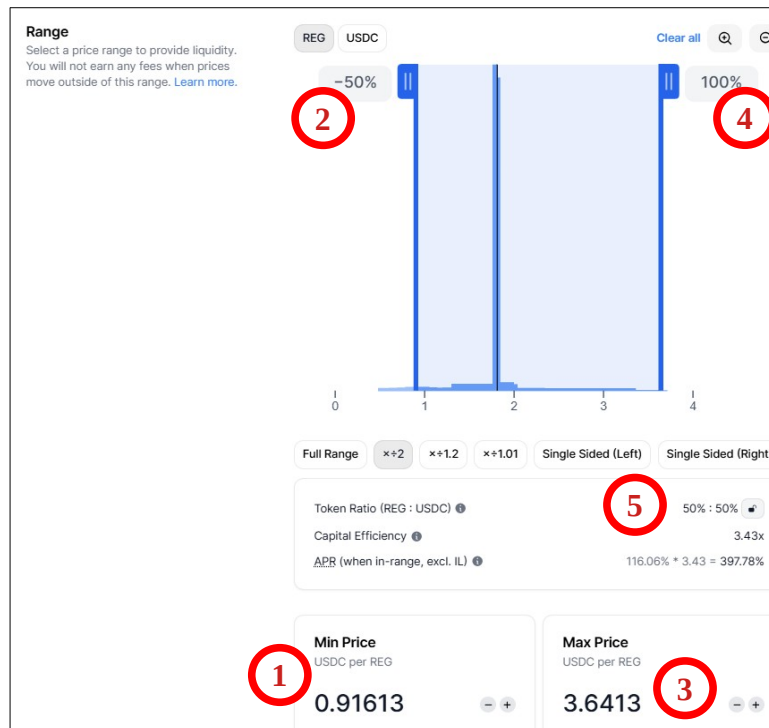 Range
Select a price range to provide liquidity.
You will not earn any fees when prices
move outside of this range. Learn more.
REG USDC
Clear all
−50%
100%
2
4
0 1 2 3 4
Full Range ×÷2 ×÷1.2 ×÷1.01 Single Sided (Left) Single Sided (Right
Token Ratio (REG : USDC) 5 50% : 50%
Capital Efficiency 3.43x
APR (when in-range, excl. IL) 116.06% * 3.43 = 397.78%
Min Price
USDC per REG
1
0.91613 − +
Max Price
USDC per REG
3.6413 3 − +